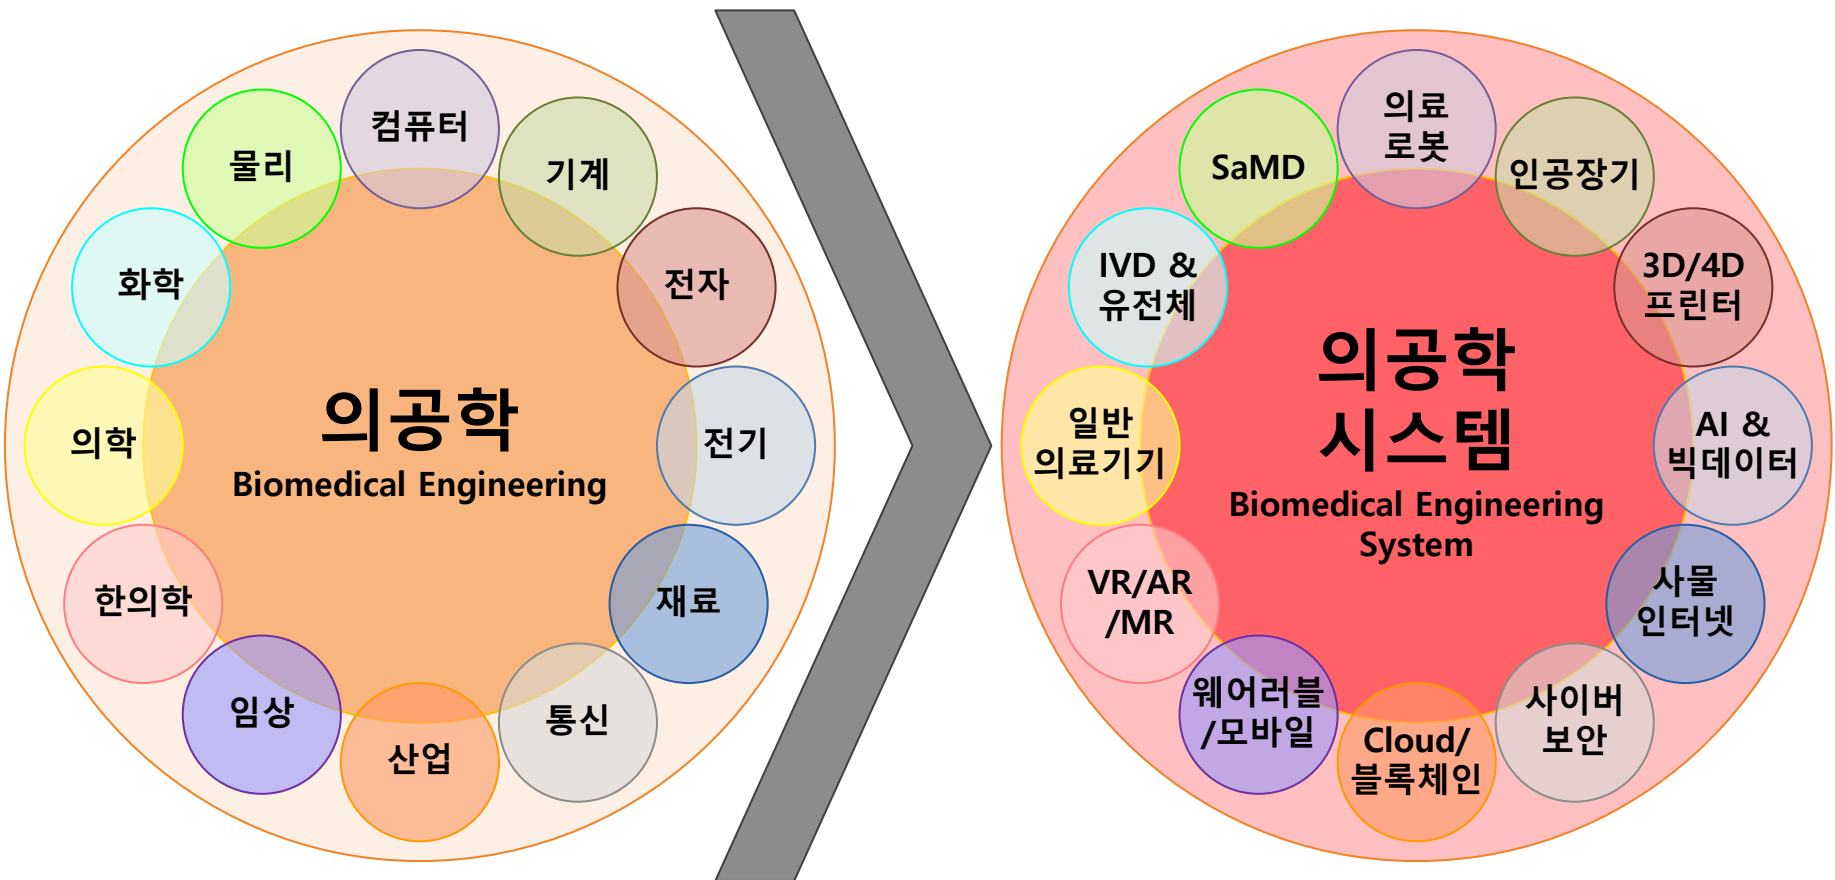 컴퓨터
기계
전자
전기
재료
통신
산업
임상
한의학
의학
화학
물리
의공학
Biomedical Engineering
의료
로봇
인공장기
3D/4D
프린터
AI &
빅데이터
사물
인터넷
사이버
보안
Cloud/
블록체인
웨어러블
/모바일
VR/AR
/MR
일반
의료기기
IVD &
유전체
SaMD
의공학
시스템
Biomedical Engineering
System